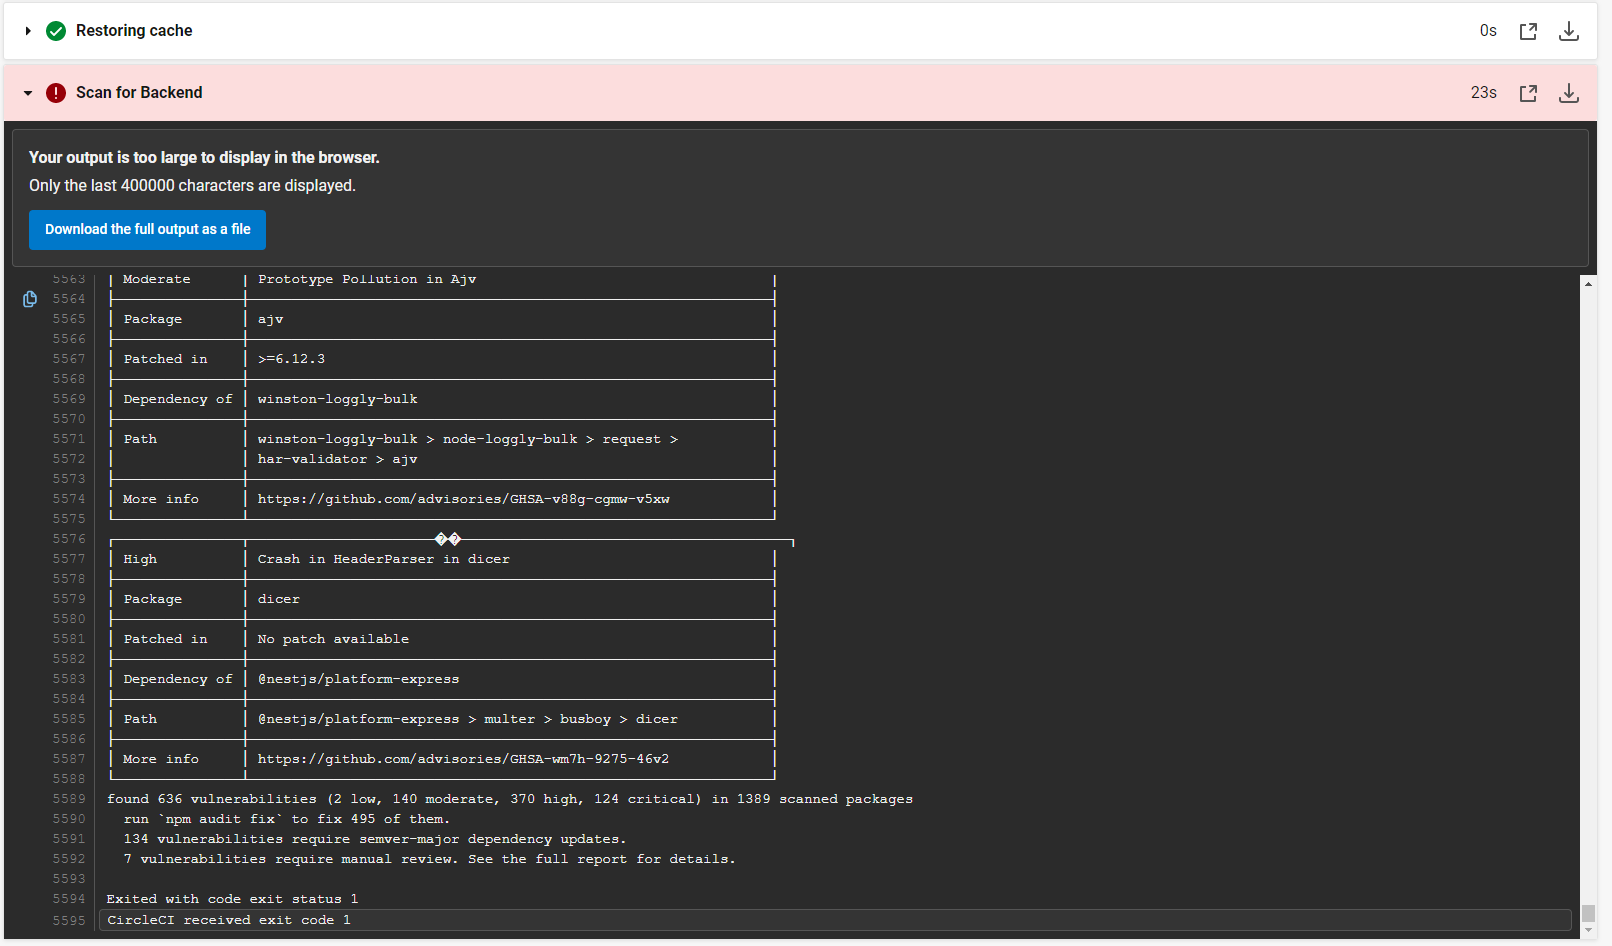 Restoring cache 0s
Scan for Backend 23s
Your output is too large to display in the browser.
Only the last 400000 characters are displayed.
Download the full output as a file
5563 | Moderate | Prototype Pollution in Ajv |
5564
5565 | Package | ajv |
5566
5567 | Patched in | >=6.12.3 |
5568
5569 | Dependency of | winston-loggly-bulk |
5570
5571 | Path | winston-loggly-bulk > node-loggly-bulk > request > |
5572 | | har-validator > ajv |
5573
5574 | More info | https://github.com/advisories/GHSA-v88g-cgmw-v5xw |
5575
5576 ��
5577 | High | Crash in HeaderParser in dicer |
5578
5579 | Package | dicer |
5580
5581 | Patched in | No patch available |
5582
5583 | Dependency of | @nestjs/platform-express |
5584
5585 | Path | @nestjs/platform-express > multer > busboy > dicer |
5586
5587 | More info | https://github.com/advisories/GHSA-wm7h-9275-46v2 |
5588
5589 found 636 vulnerabilities (2 low, 140 moderate, 370 high, 124 critical) in 1389 scanned packages
5590 run `npm audit fix` to fix 495 of them.
5591 134 vulnerabilities require semver-major dependency updates.
5592 7 vulnerabilities require manual review. See the full report for details.
5593
5594 Exited with code exit status 1
5595 CircleCI received exit code 1